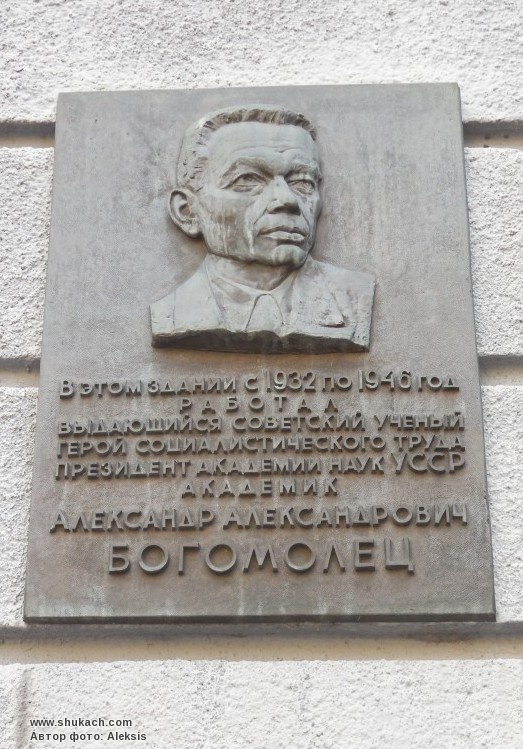 В ЭТОМ ЗДАНИИ С 1932 ПО 1946 ГОД
РАБОТАЛ
ВЫДАЮЩИЙСЯ СОВЕТСКИЙ УЧЕНЫЙ
ГЕРОЙ СОЦИАЛИСТИЧЕСКОГО ТРУДА
ПРЕЗИДЕНТ АКАДЕМИИ НАУК УССР
АКАДЕМИК
АЛЕКСАНДР АЛЕКСАНДРОВИЧ
БОГОМОЛЕЦ
www.shukach.com
Автор фото: Aleksis